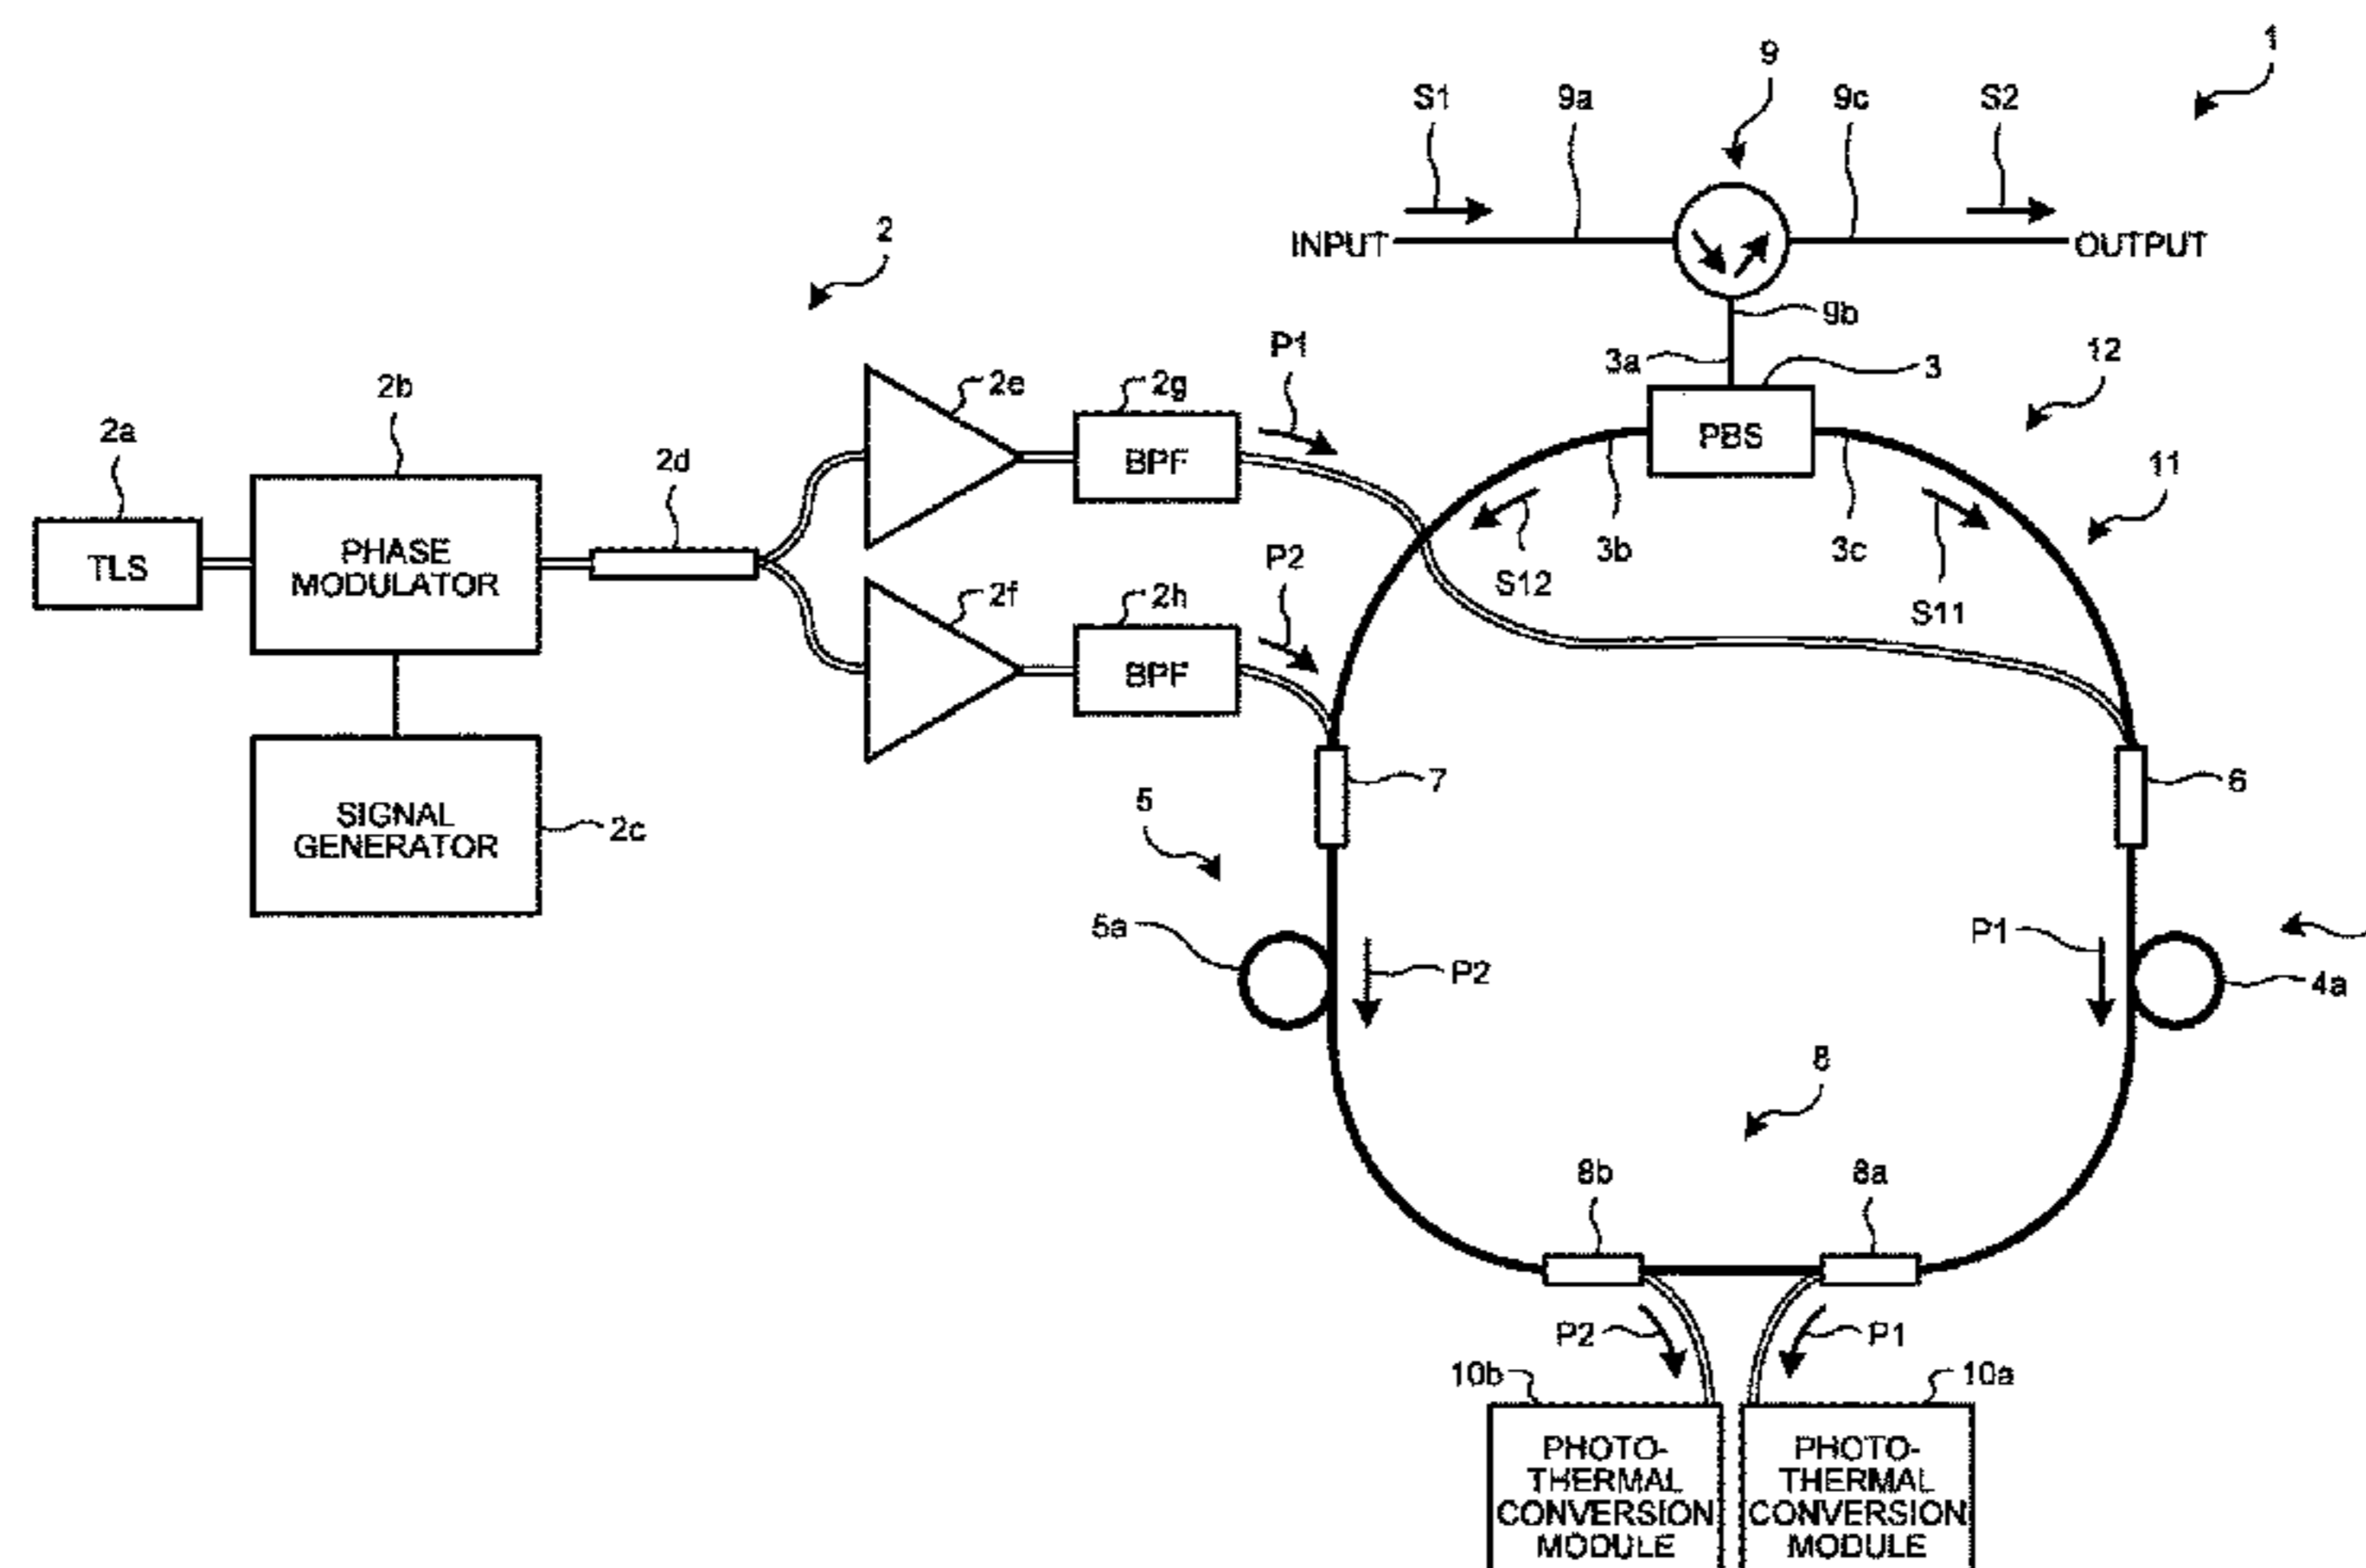 1
9
S1
9a
9c
S2
INPUT
OUTPUT
2
9b
P1
3a
3
12
2b
2e
2g
2a
2d
BPF
PBS
11
TLS
PHASE
MODULATOR
P2
3b
3c
S12
S11
2f
2h
BPF
7
6
SIGNAL
GENERATOR
2c
5
5a
P2
P1
4a
8
8b
8a
P2
P1
10b
10a
PHOTO-
THERMAL
CONVERSION
MODULE
PHOTO-
THERMAL
CONVERSION
MODULE